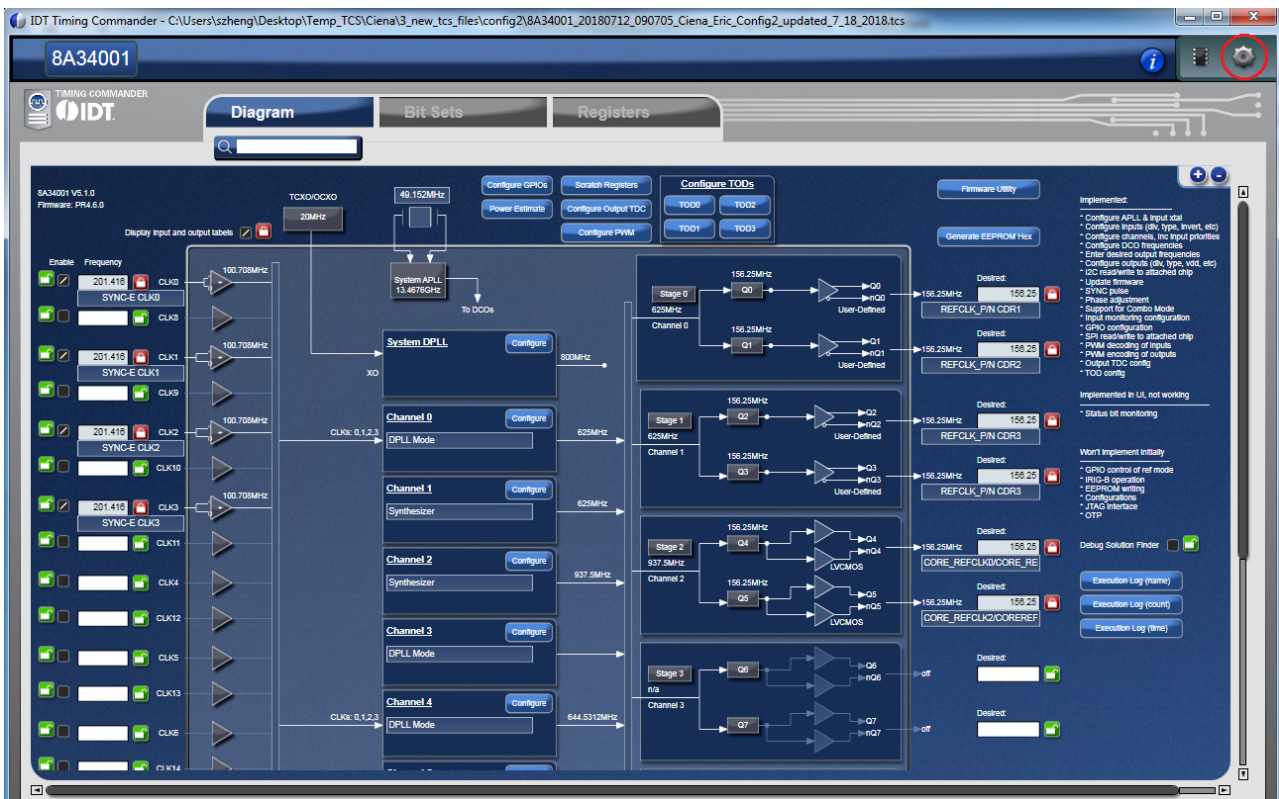 IDT Timing Commander - C:\Users\szheng\Desktop\Temp_TCS\Ciena\3_new_tcs_files\config2\8A34001_20180712_090705_Ciena_Eric_Config2_updated_7_18_2018.tcs
8A34001
i
TIMING COMMANDER
IDT.
Diagram
Bit Sets
Registers
8A34001 V5.1.0
Firmware: PR4.6.0
Display input and output labels
TCXO/OCXO
20MHz
49.152MHz
Configure GPIOs
Power Estimate
Scratch Registers
Configure Output TDC
Configure PWM
Configure TODs
TOD0
TOD2
TOD1
TOD3
Firmware Utility
Generate EEPROM Hex
Enable
Frequency
201.416
CLK0
SYNC-E CLK0
100.708MHz
CLK8
201.416
CLK1
SYNC-E CLK1
100.708MHz
CLK9
201.416
CLK2
SYNC-E CLK2
100.708MHz
CLK10
201.416
CLK3
SYNC-E CLK3
100.708MHz
CLK11
CLK4
CLK12
CLK5
CLK13
CLK6
CLK14
System APLL
13.4676GHz
To DCOs
System DPLL
Configure
XO
800MHz
Channel 0
Configure
CLKs: 0,1,2,3
DPLL Mode
625MHz
Channel 1
Configure
Synthesizer
625MHz
Channel 2
Configure
Synthesizer
937.5MHz
Channel 3
Configure
DPLL Mode
Channel 4
Configure
CLKs: 0,1,2,3
DPLL Mode
644.5312MHz
Stage 0
625MHz
Channel 0
156.25MHz
Q0
Q0
nQ0
User-Defined
156.25MHz
Q1
Q1
nQ1
User-Defined
Stage 1
625MHz
Channel 1
156.25MHz
Q2
Q2
nQ2
User-Defined
156.25MHz
Q3
Q3
nQ3
User-Defined
Stage 2
937.5MHz
Channel 2
156.25MHz
Q4
Q4
nQ4
LVCMOS
156.25MHz
Q5
Q5
nQ5
LVCMOS
Stage 3
n/a
Channel 3
Q6
Q6
nQ6
Q7
Q7
nQ7
Desired:
156.25MHz
156.25
REFCLK_P/N CDR1
Desired:
156.25MHz
156.25
REFCLK_P/N CDR2
Desired:
156.25MHz
156.25
REFCLK_P/N CDR3
Desired:
156.25MHz
156.25
REFCLK_P/N CDR3
Desired:
156.25MHz
156.25
CORE_REFCLK0/CORE_RE
Desired:
156.25MHz
156.25
CORE_REFCLK2/COREREF
Desired:
off
Desired:
off
Implemented:
* Configure APLL & input xtal
* Configure inputs (div, type, invert, etc)
* Configure channels, inc input priorities
* Configure DCO frequencies
* Enter desired output frequencies
* Configure outputs (div, type, vdd, etc)
* I2C read/write to attached chip
* Update firmware
* SYNC pulse
* Phase adjustment
* Support for Combo Mode
* Input monitoring configuration
* GPIO configuration
* SPI read/write to attached chip
* PWM decoding of inputs
* PWM encoding of outputs
* Output TDC config
* TOD config
Implemented in UI, not working
* Status bit monitoring
Won't implement initially
* GPIO control of ref mode
* IRIG-B operation
* EEPROM writing
* Configurations
* JTAG interface
* OTP
Debug Solution Finder
Execution Log (name)
Execution Log (count)
Execution Log (time)